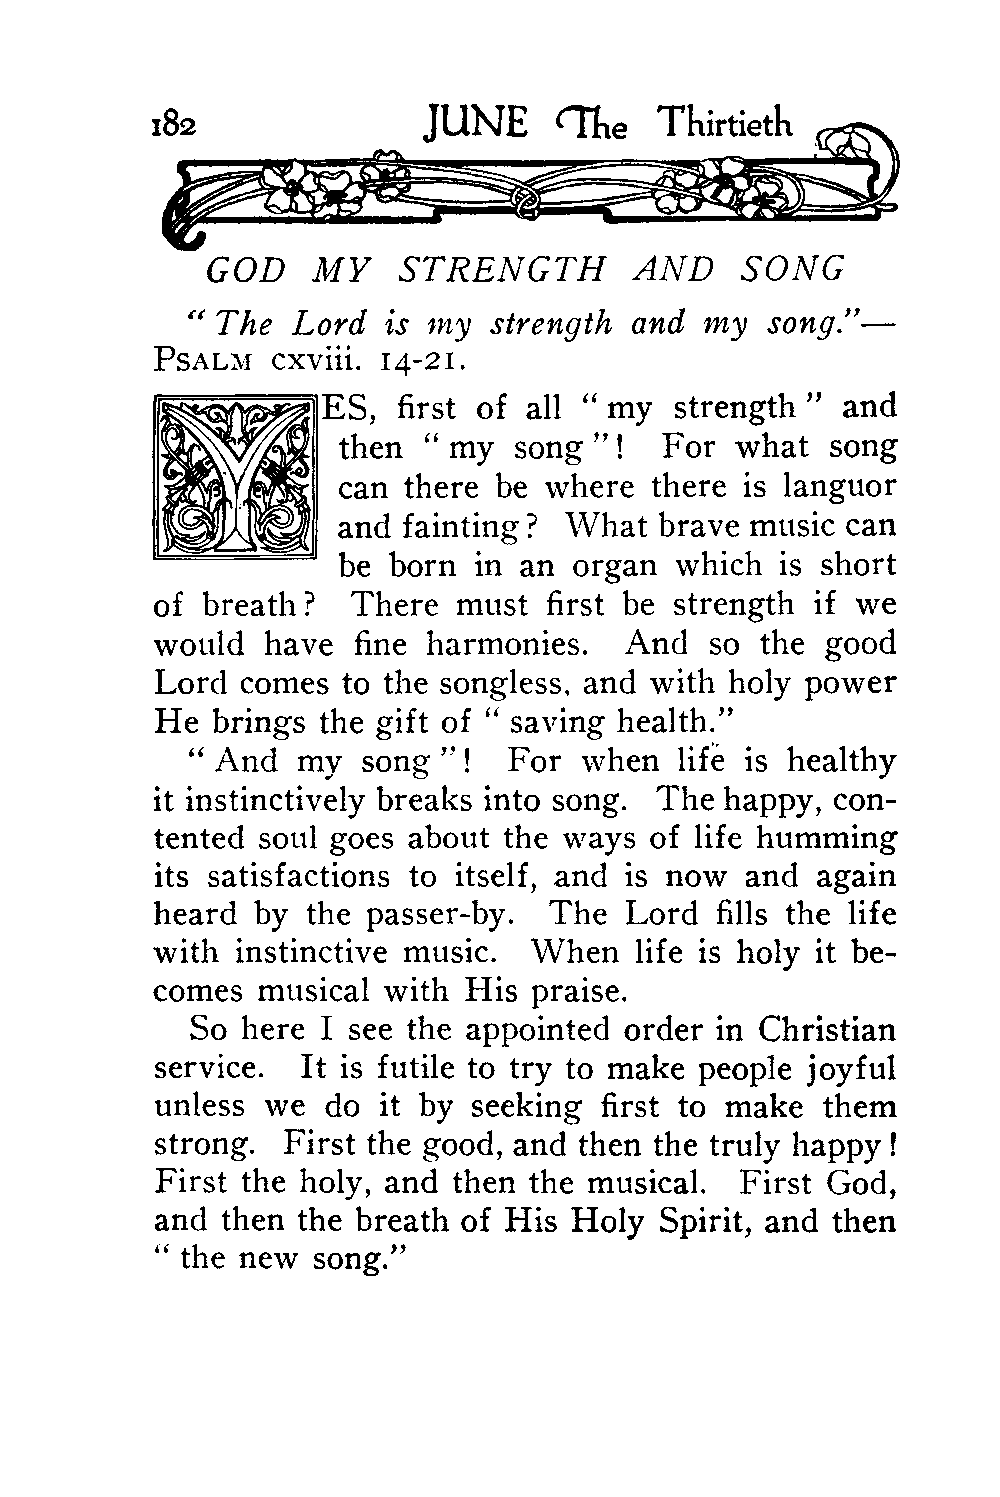 182 JUNE The Thirtieth
GOD MY STRENGTH AND SONG
" The Lord is my strength and my song."—
PSALM cxviii. 14-21.
YES, first of all " my strength " and
then " my song "! For what song
can there be where there is languor
and fainting? What brave music can
be born in an organ which is short
of breath? There must first be strength if we
would have fine harmonies. And so the good
Lord comes to the songless, and with holy power
He brings the gift of " saving health."
" And my song "! For when life is healthy
it instinctively breaks into song. The happy, con-
tented soul goes about the ways of life humming
its satisfactions to itself, and is now and again
heard by the passer-by. The Lord fills the life
with instinctive music. When life is holy it be-
comes musical with His praise.
So here I see the appointed order in Christian
service. It is futile to try to make people joyful
unless we do it by seeking first to make them
strong. First the good, and then the truly happy!
First the holy, and then the musical. First God,
and then the breath of His Holy Spirit, and then
" the new song."